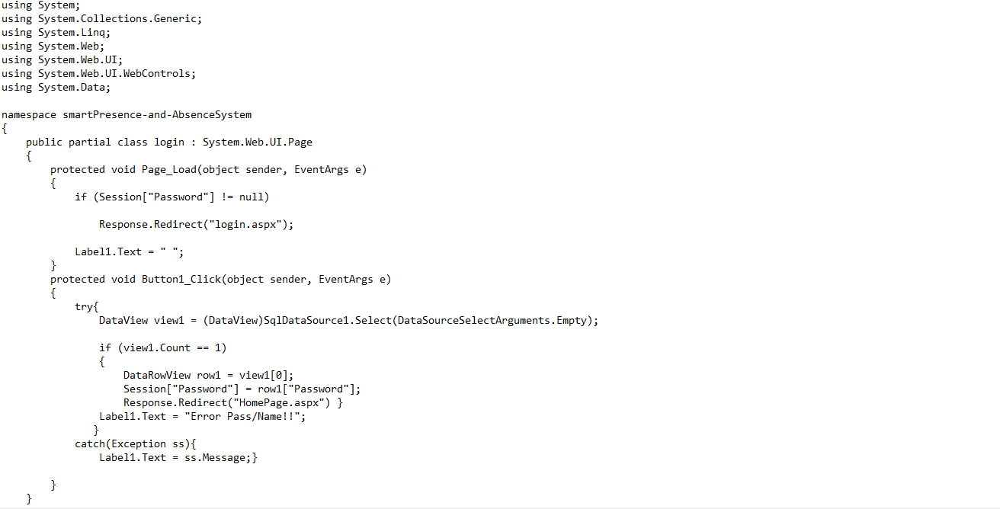 using System;
using System.Collections.Generic;
using System.Linq;
using System.Web;
using System.Web.UI;
using System.Web.UI.WebControls;
using System.Data;

namespace smartPresence-and-AbsenceSystem
{
    public partial class login : System.Web.UI.Page
    {
        protected void Page_Load(object sender, EventArgs e)
        {
            if (Session["Password"] != null)

                Response.Redirect("login.aspx");

            Label1.Text = " ";
        }
        protected void Button1_Click(object sender, EventArgs e)
        {
            try{
                DataView view1 = (DataView)SqlDataSource1.Select(DataSourceSelectArguments.Empty);

                if (view1.Count == 1)
                {
                    DataRowView row1 = view1[0];
                    Session["Password"] = row1["Password"];
                    Response.Redirect("HomePage.aspx") }
                Label1.Text = "Error Pass/Name!!";
               }
            catch(Exception ss){
                Label1.Text = ss.Message;}

        }
    }